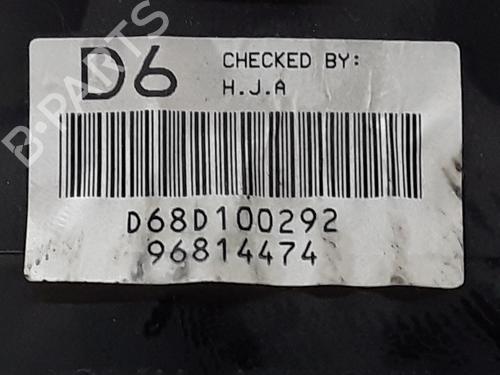 D6
CHECKED BY:
H.J.A
D68D100292
96814474
B-PARTS